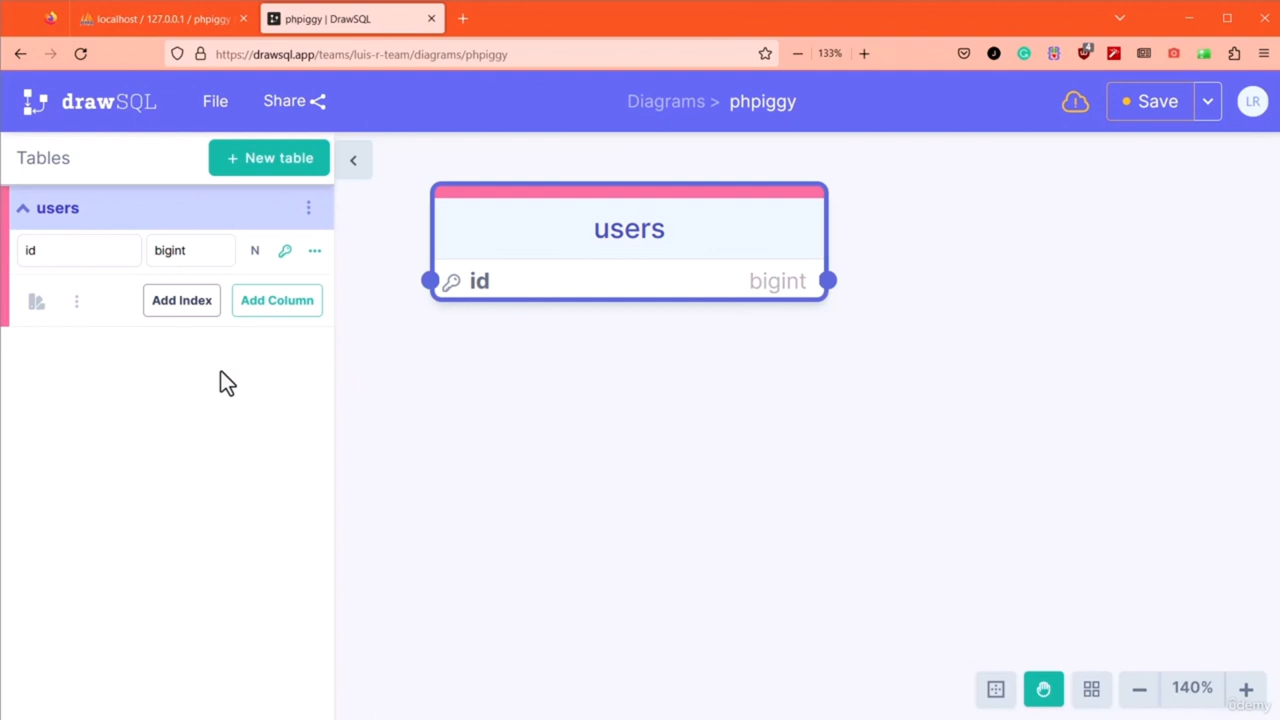 localhost / 127.0.0.1 / phpiggy
phpiggy | DrawSQL
https://drawsql.app/teams/luis-r-team/diagrams/phpiggy
133%
4
drawSQL
File
Share
Diagrams > phpiggy
Save
LR
Tables
+ New table
users
id
bigint
N
Add Index
Add Column
users
id
bigint
140%
ûdemy